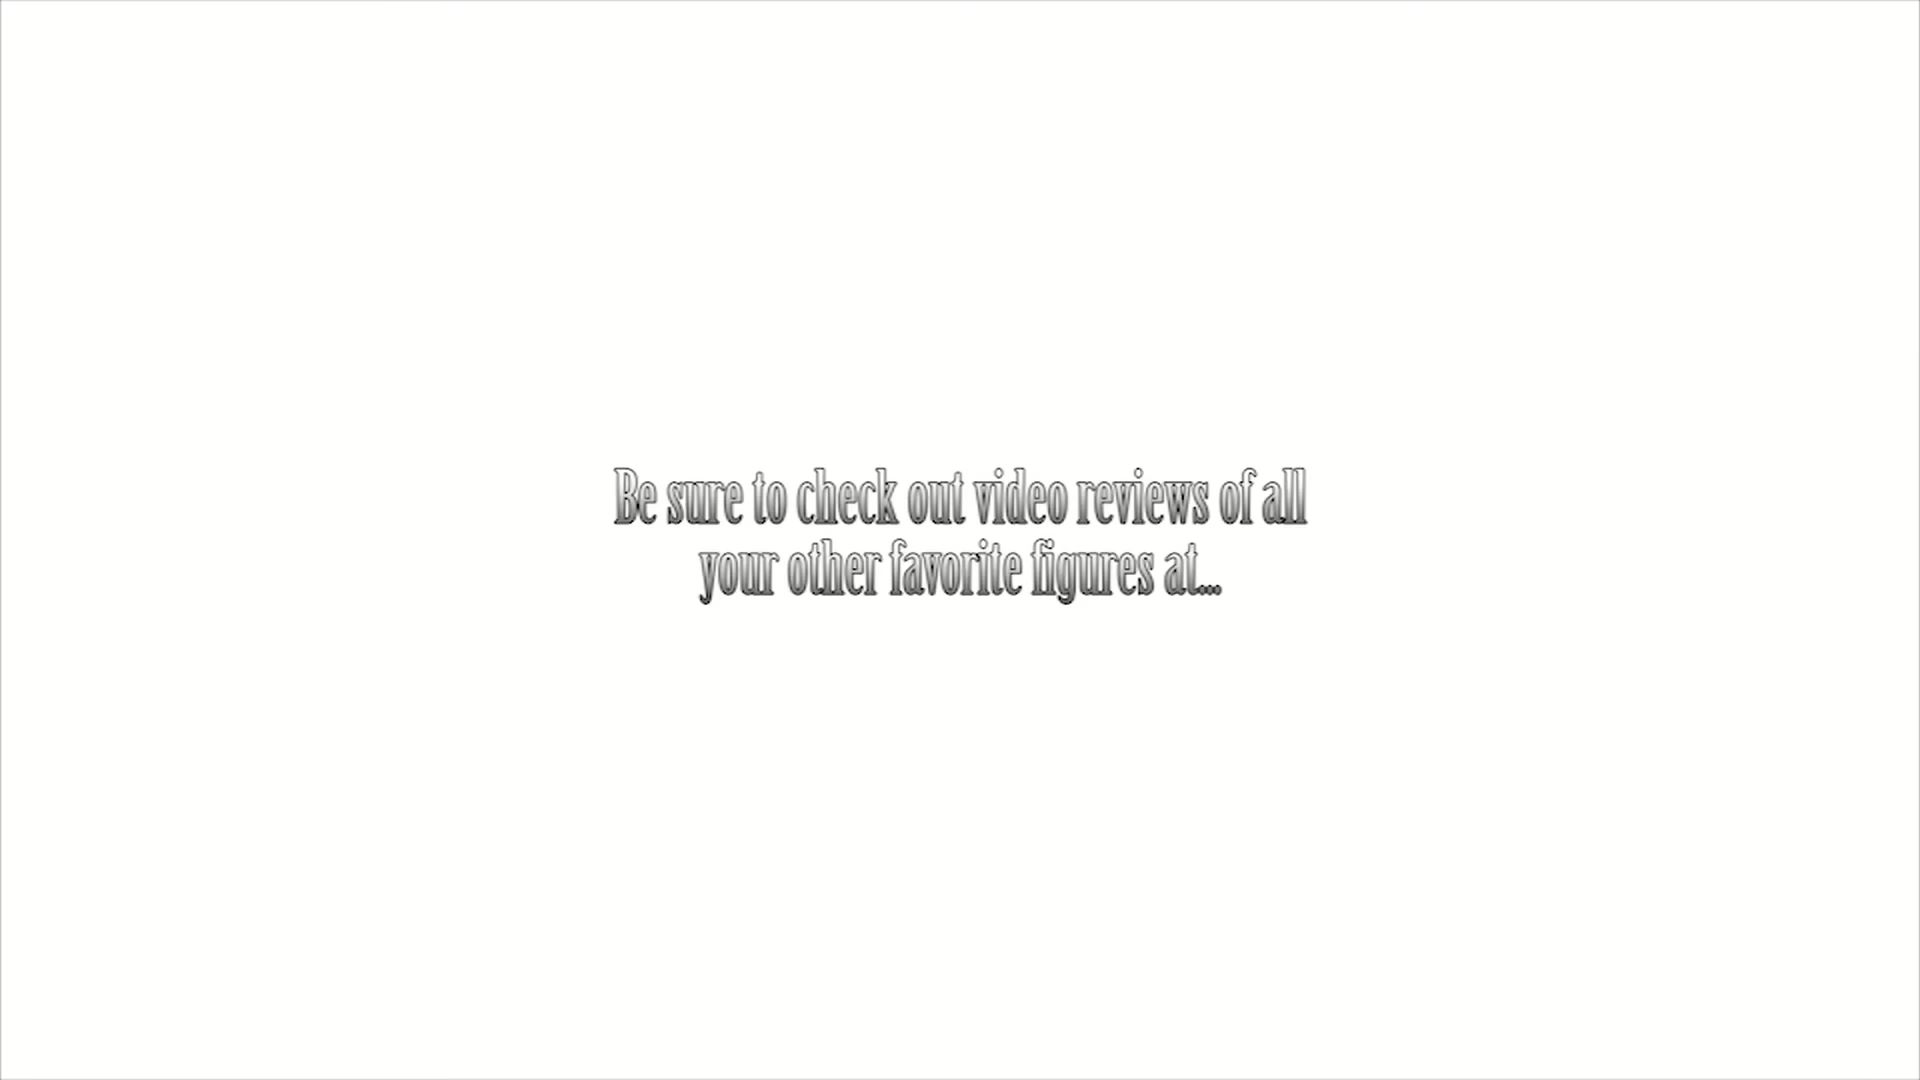 Be sure to check out video reviews of all
your other favorite figures at...